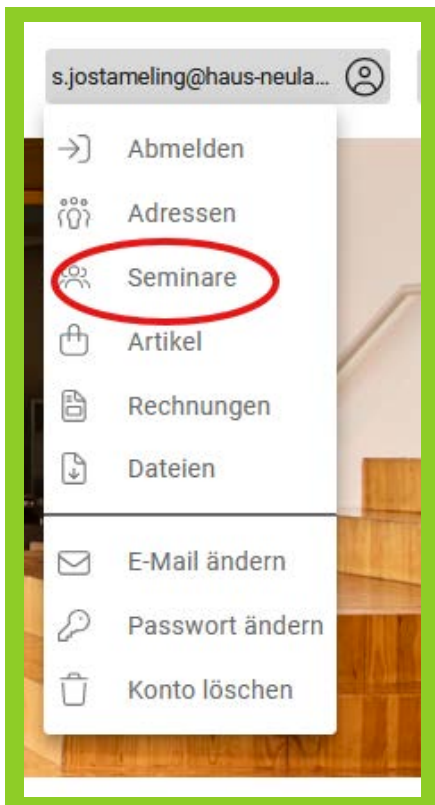 s.jostameling@haus-neula...
Abmelden
Adressen
Seminare
Artikel
Rechnungen
Dateien
E-Mail ändern
Passwort ändern
Konto löschen